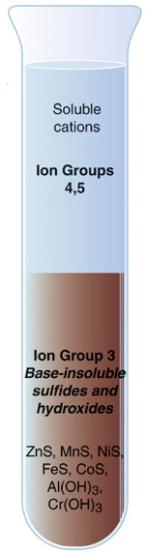 Soluble
cations
Ion Groups
4,5
Ion Group 3
Base-insoluble
sulfides and
hydroxides
ZnS, MnS, NiS,
FeS, CoS,
Al(OH)₃,
Cr(OH)₃